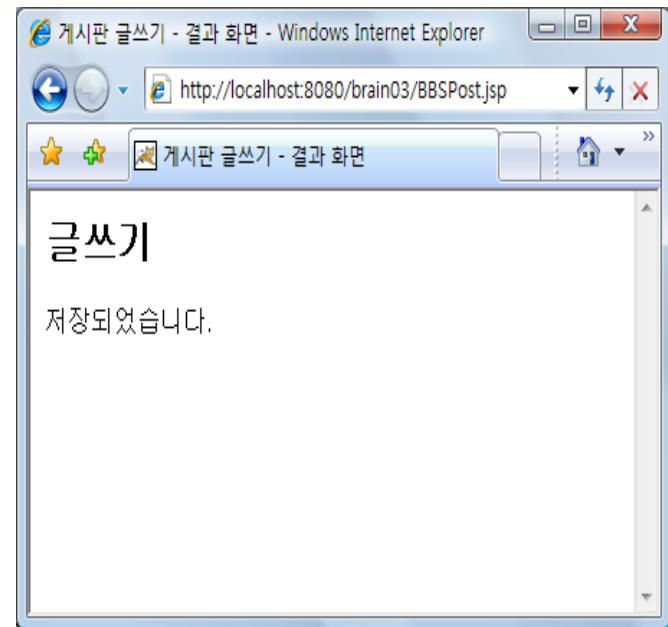 게시판 글쓰기 - 결과 화면 - Windows Internet Explorer
http://localhost:8080/brain03/BBSPost.jsp
게시판 글쓰기 - 결과 화면
글쓰기
저장되었습니다.